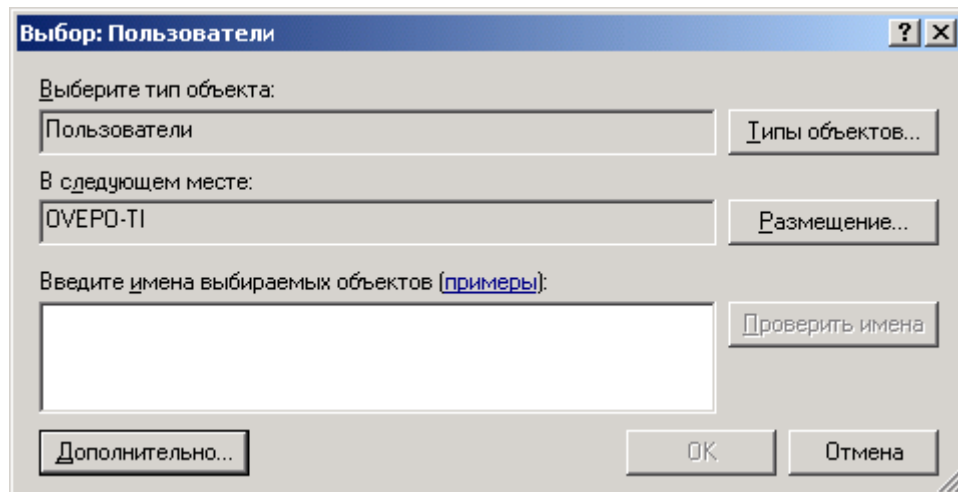 Выбор: Пользователи
Выберите тип объекта:
Пользователи
Типы объектов...
В следующем месте:
OVEPO-TI
Размещение...
Введите имена выбираемых объектов (примеры):
Проверить имена
Дополнительно...
OK
Отмена